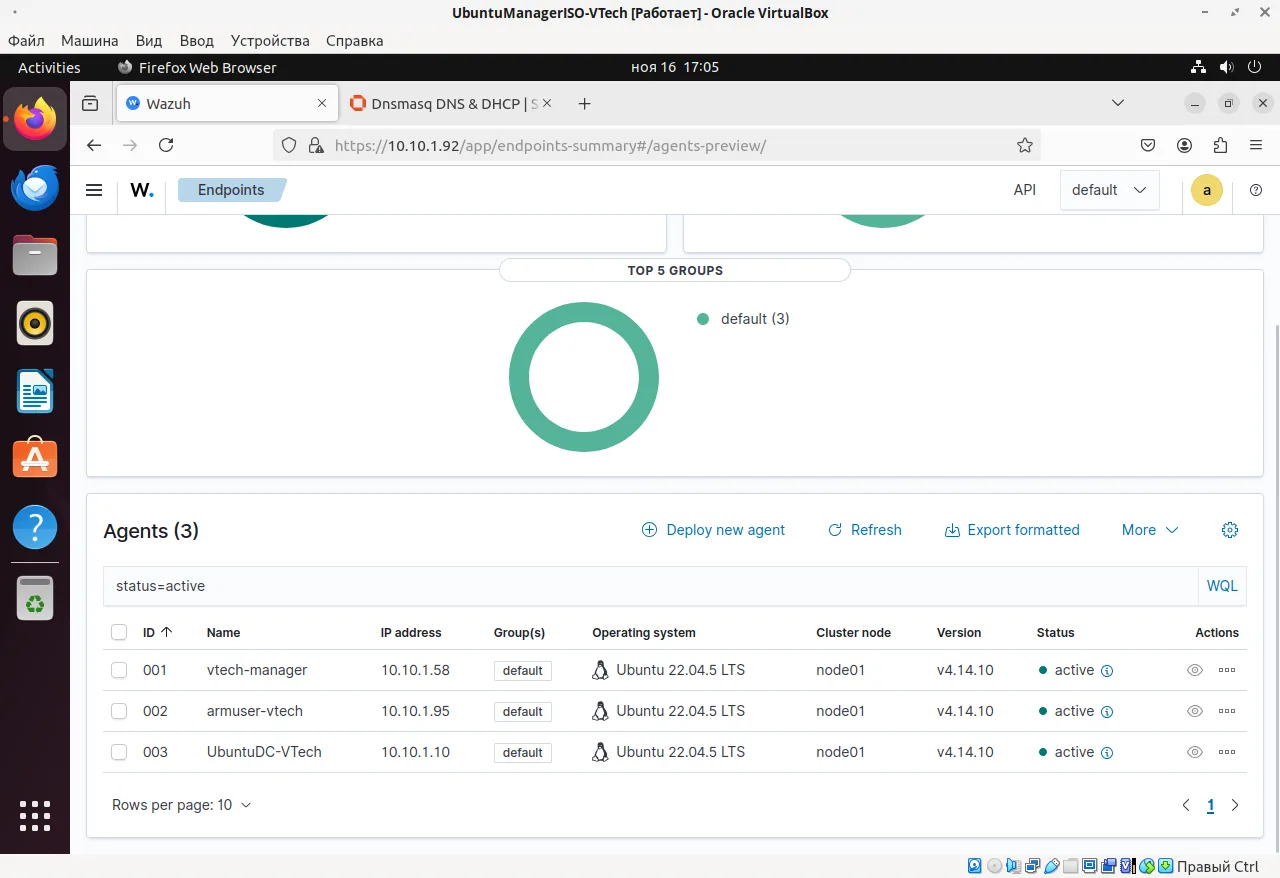 UbuntuManagerISO-VTech [Работает] - Oracle VirtualBox
Файл Машина Вид Ввод Устройства Справка
Activities Firefox Web Browser ноя 16 17:05
Wazuh Dnsmasq DNS & DHCP | S
https://10.10.1.92/app/endpoints-summary#/agents-preview/
W. Endpoints API default a
TOP 5 GROUPS
default (3)
Agents (3) Deploy new agent Refresh Export formatted More
status=active WQL
ID Name IP address Group(s) Operating system Cluster node Version Status Actions
001 vtech-manager 10.10.1.58 default Ubuntu 22.04.5 LTS node01 v4.14.10 active
002 armuser-vtech 10.10.1.95 default Ubuntu 22.04.5 LTS node01 v4.14.10 active
003 UbuntuDC-VTech 10.10.1.10 default Ubuntu 22.04.5 LTS node01 v4.14.10 active
Rows per page: 10 1
Правый Ctrl